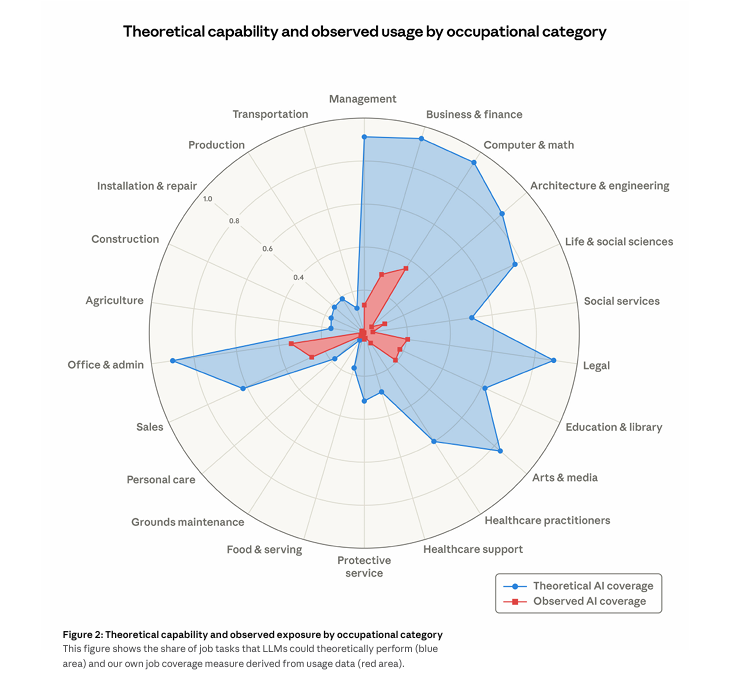 Theoretical capability and observed usage by occupational category
Management
Business & finance
Computer & math
Architecture & engineering
Life & social sciences
Social services
Legal
Education & library
Arts & media
Healthcare practitioners
Healthcare support
Protective
service
Food & serving
Grounds maintenance
Personal care
Sales
Office & admin
Agriculture
Construction
Installation & repair
Production
Transportation
1.0
0.8
0.6
0.4
Theoretical AI coverage
Observed AI coverage
Figure 2: Theoretical capability and observed exposure by occupational category
This figure shows the share of job tasks that LLMs could theoretically perform (blue
area) and our own job coverage measure derived from usage data (red area).